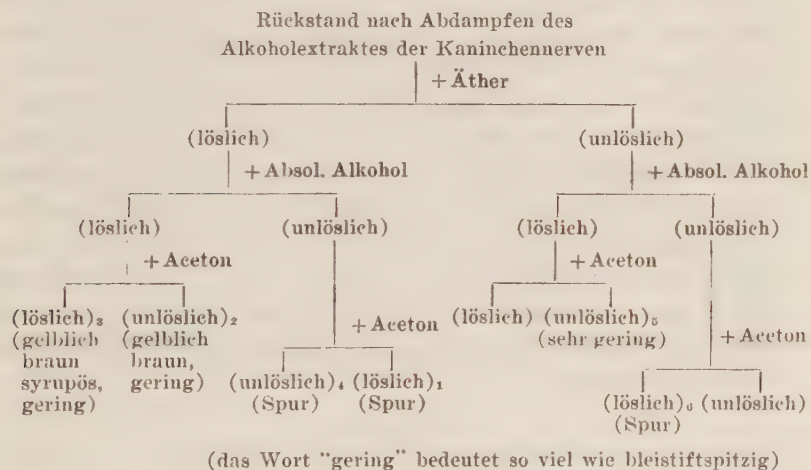 Rückstand nach Abdampfen des
Alkoholextraktes der Kaninchennerven
+ Äther
(löslich) (unlöslich)
+ Absol. Alkohol + Absol. Alkohol
(löslich) (unlöslich) (löslich) (unlöslich)
+ Aceton + Aceton
(löslich)₃ (unlöslich)₂ + Aceton (löslich) (unlöslich)₅ + Aceton
(gelblich (gelblich (sehr gering)
braun braun,
syrupös, gering)
gering)
(unlöslich)₄ (löslich)₁
(Spur) (Spur)
(löslich)₆ (unlöslich)
(Spur)
(das Wort "gering" bedeutet so viel wie bleistiftspitzig)